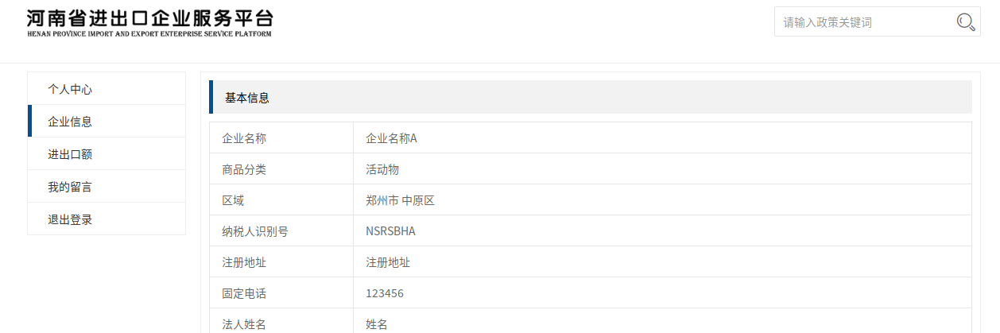 河南省进出口企业服务平台
HENAN PROVINCE IMPORT AND EXPORT ENTERPRISE SERVICE PLATFORM
请输入政策关键词
个人中心
企业信息
进出口额
我的留言
退出登录
基本信息
企业名称 企业名称A
商品分类 活动物
区域 郑州市 中原区
纳税人识别号 NSRSBHA
注册地址 注册地址
固定电话 123456
法人姓名 姓名